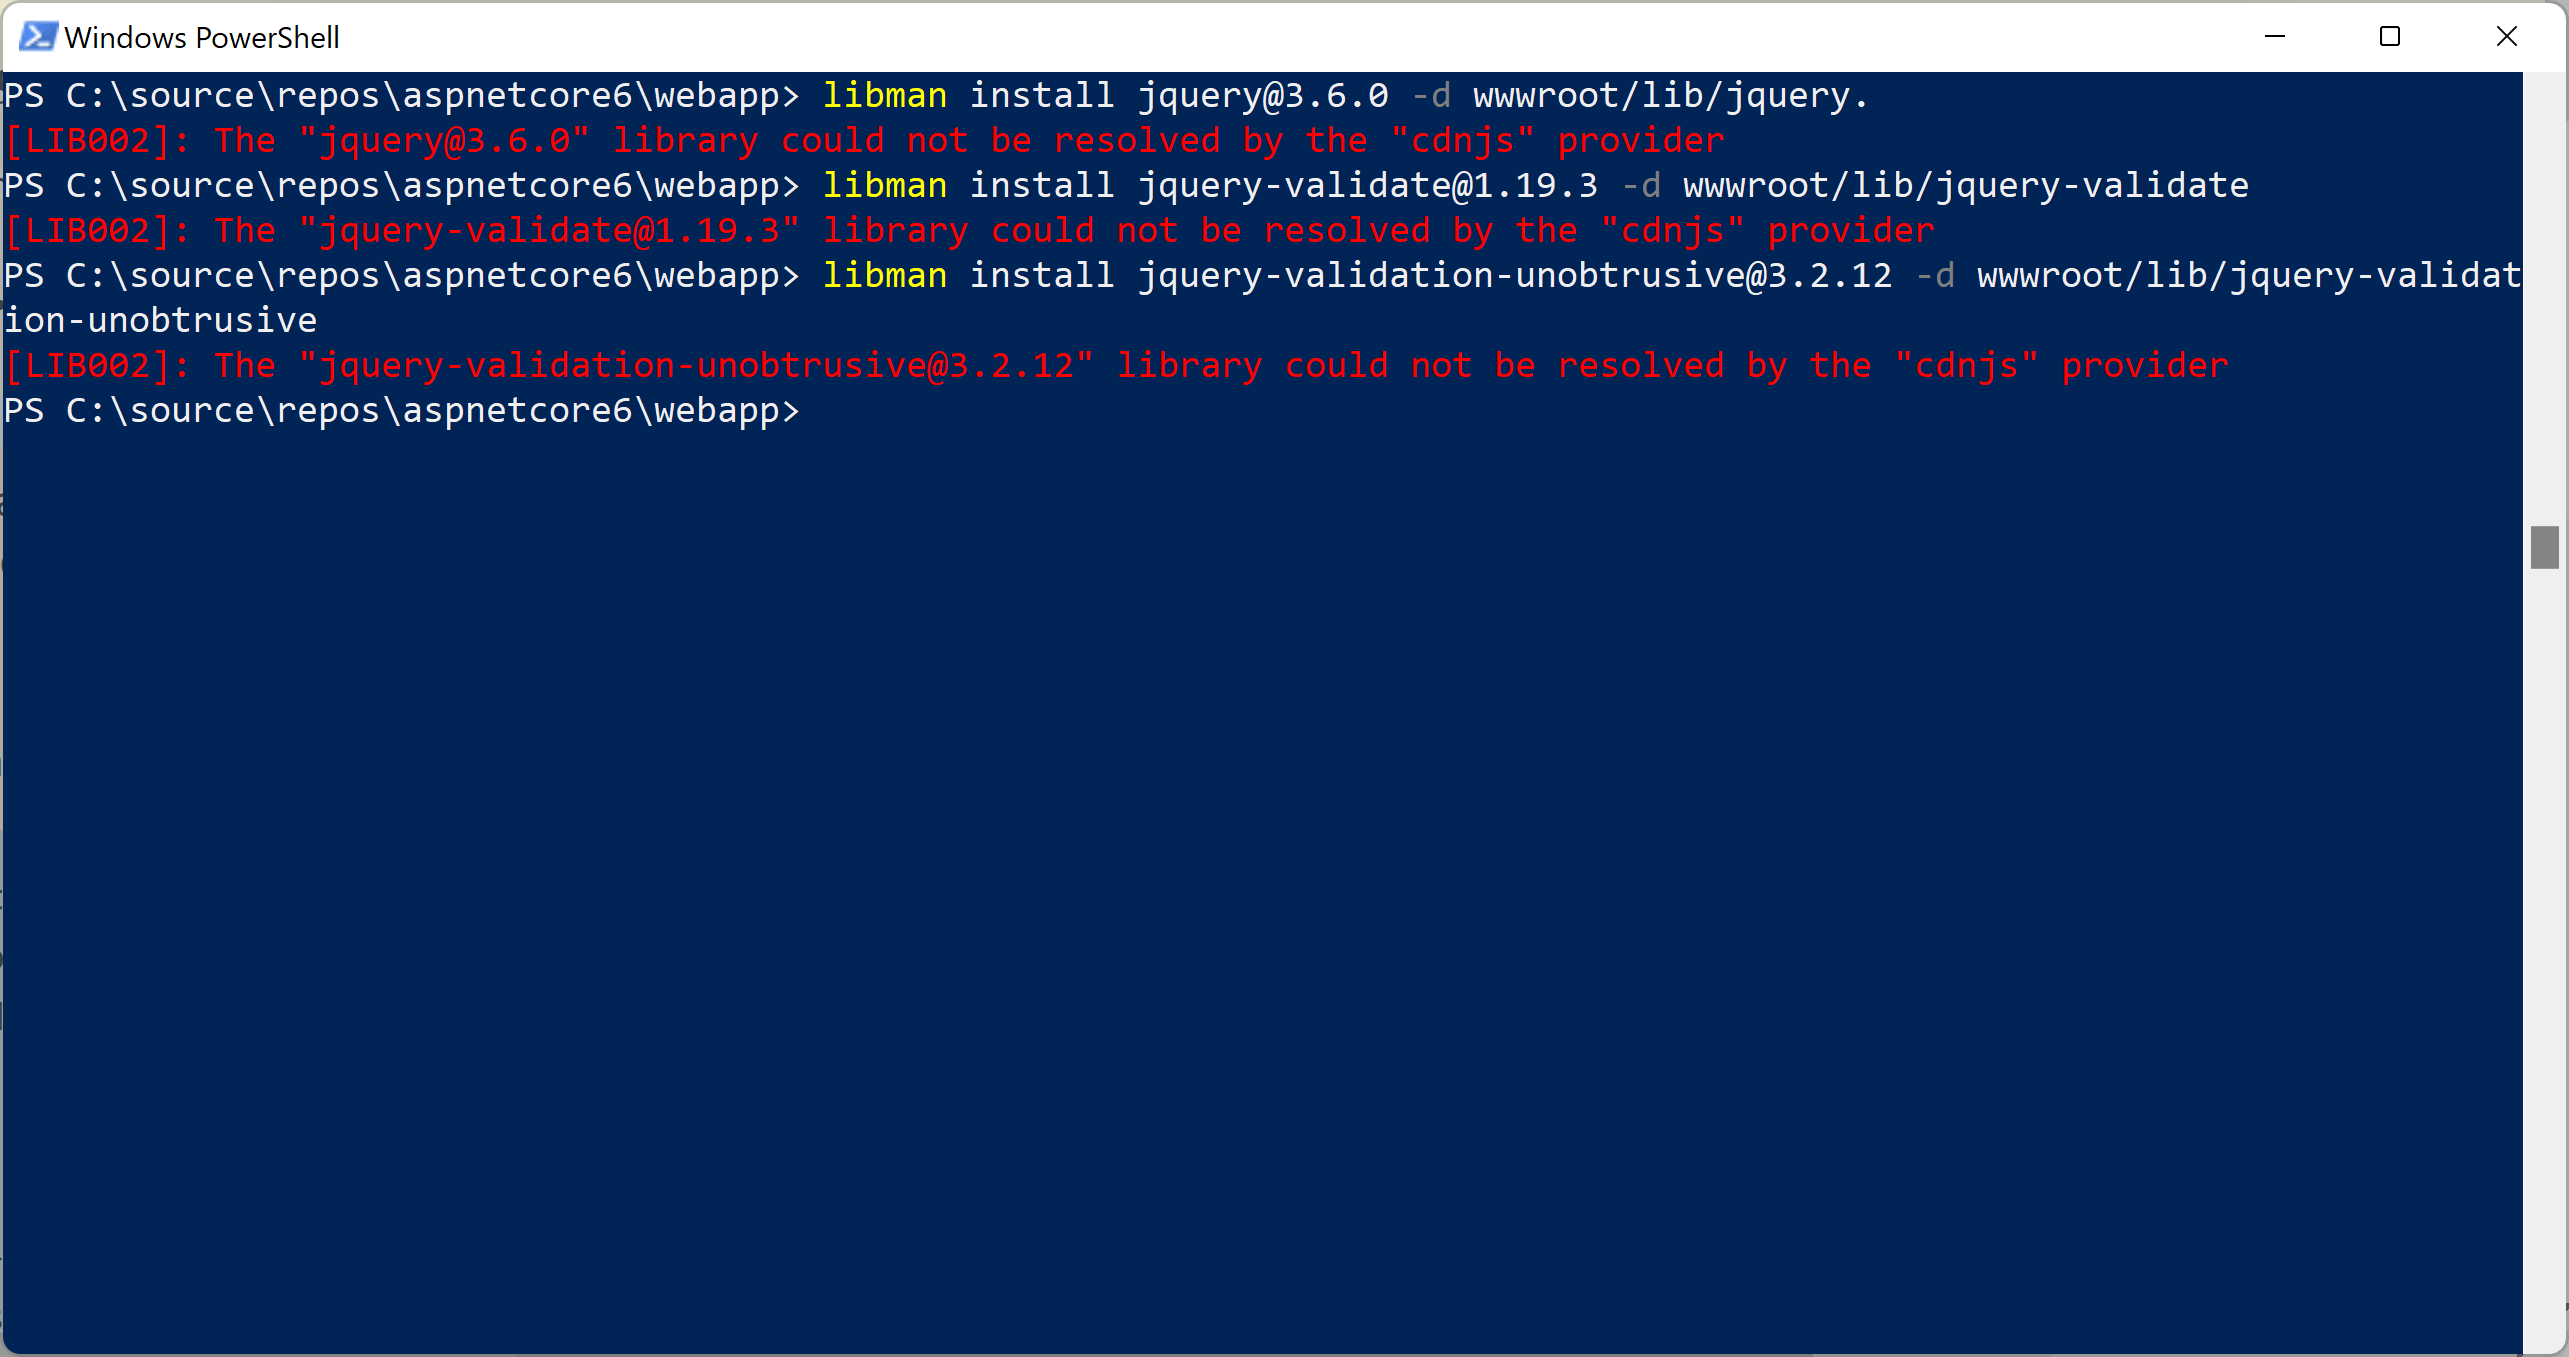 Windows PowerShell
PS C:\source\repos\aspnetcore6\webapp> libman install jquery@3.6.0 -d wwwroot/lib/jquery.
[LIB002]: The "jquery@3.6.0" library could not be resolved by the "cdnjs" provider
PS C:\source\repos\aspnetcore6\webapp> libman install jquery-validate@1.19.3 -d wwwroot/lib/jquery-validate
[LIB002]: The "jquery-validate@1.19.3" library could not be resolved by the "cdnjs" provider
PS C:\source\repos\aspnetcore6\webapp> libman install jquery-validation-unobtrusive@3.2.12 -d wwwroot/lib/jquery-validat
ion-unobtrusive
[LIB002]: The "jquery-validation-unobtrusive@3.2.12" library could not be resolved by the "cdnjs" provider
PS C:\source\repos\aspnetcore6\webapp>